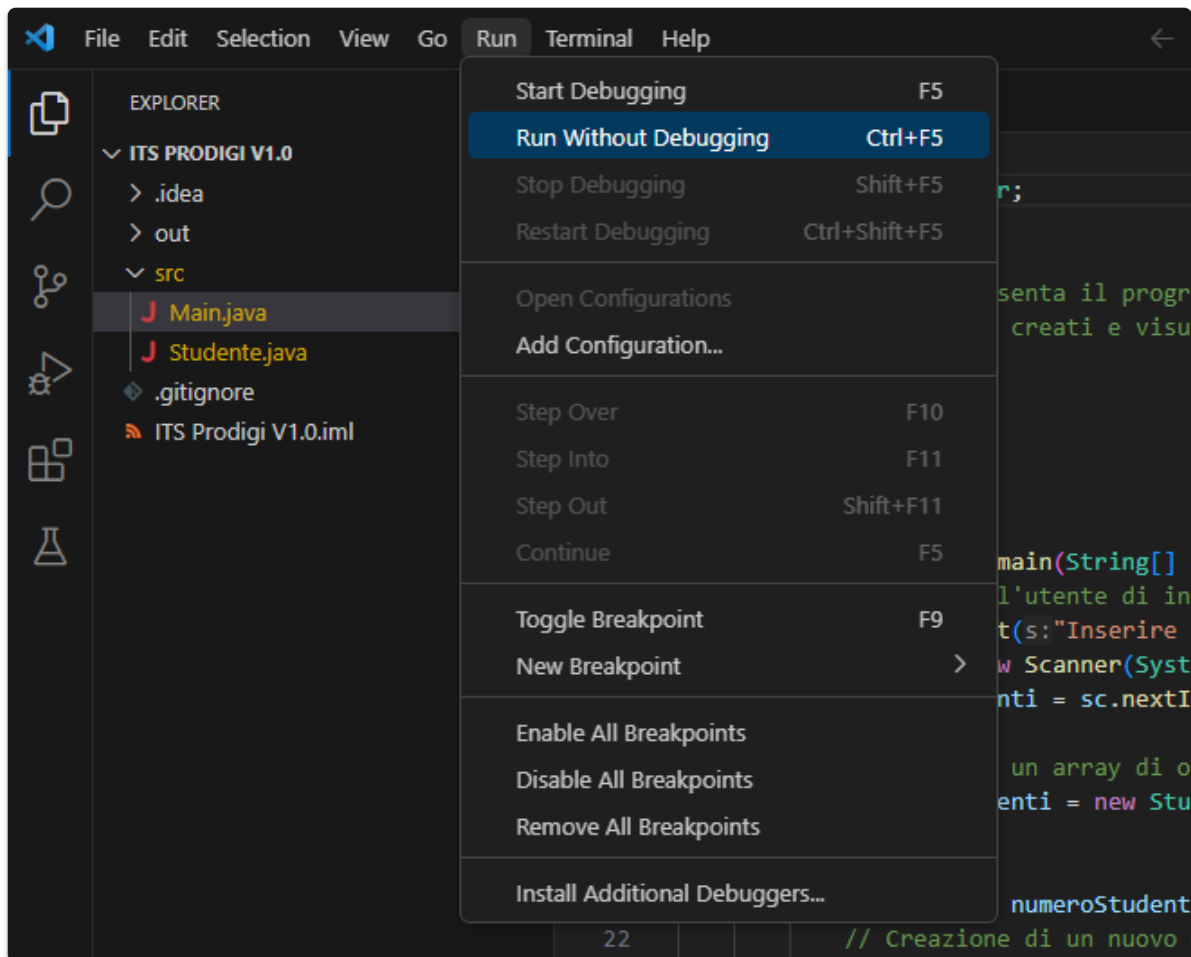 File Edit Selection View Go Run Terminal Help
EXPLORER
ITS PRODIGI V1.0
.idea
out
src
J Main.java
J Studente.java
.gitignore
ITS Prodigi V1.0.iml
Start Debugging F5
Run Without Debugging Ctrl+F5
Stop Debugging Shift+F5
Restart Debugging Ctrl+Shift+F5
Open Configurations
Add Configuration...
Step Over F10
Step Into F11
Step Out Shift+F11
Continue F5
Toggle Breakpoint F9
New Breakpoint
Enable All Breakpoints
Disable All Breakpoints
Remove All Breakpoints
Install Additional Debuggers...
r;
senta il progr
creati e visu
main(String[]
l'utente di in
t(s:"Inserire
w Scanner(Syst
nti = sc.nextI
un array di o
enti = new Stu
numeroStudent
22 // Creazione di un nuovo